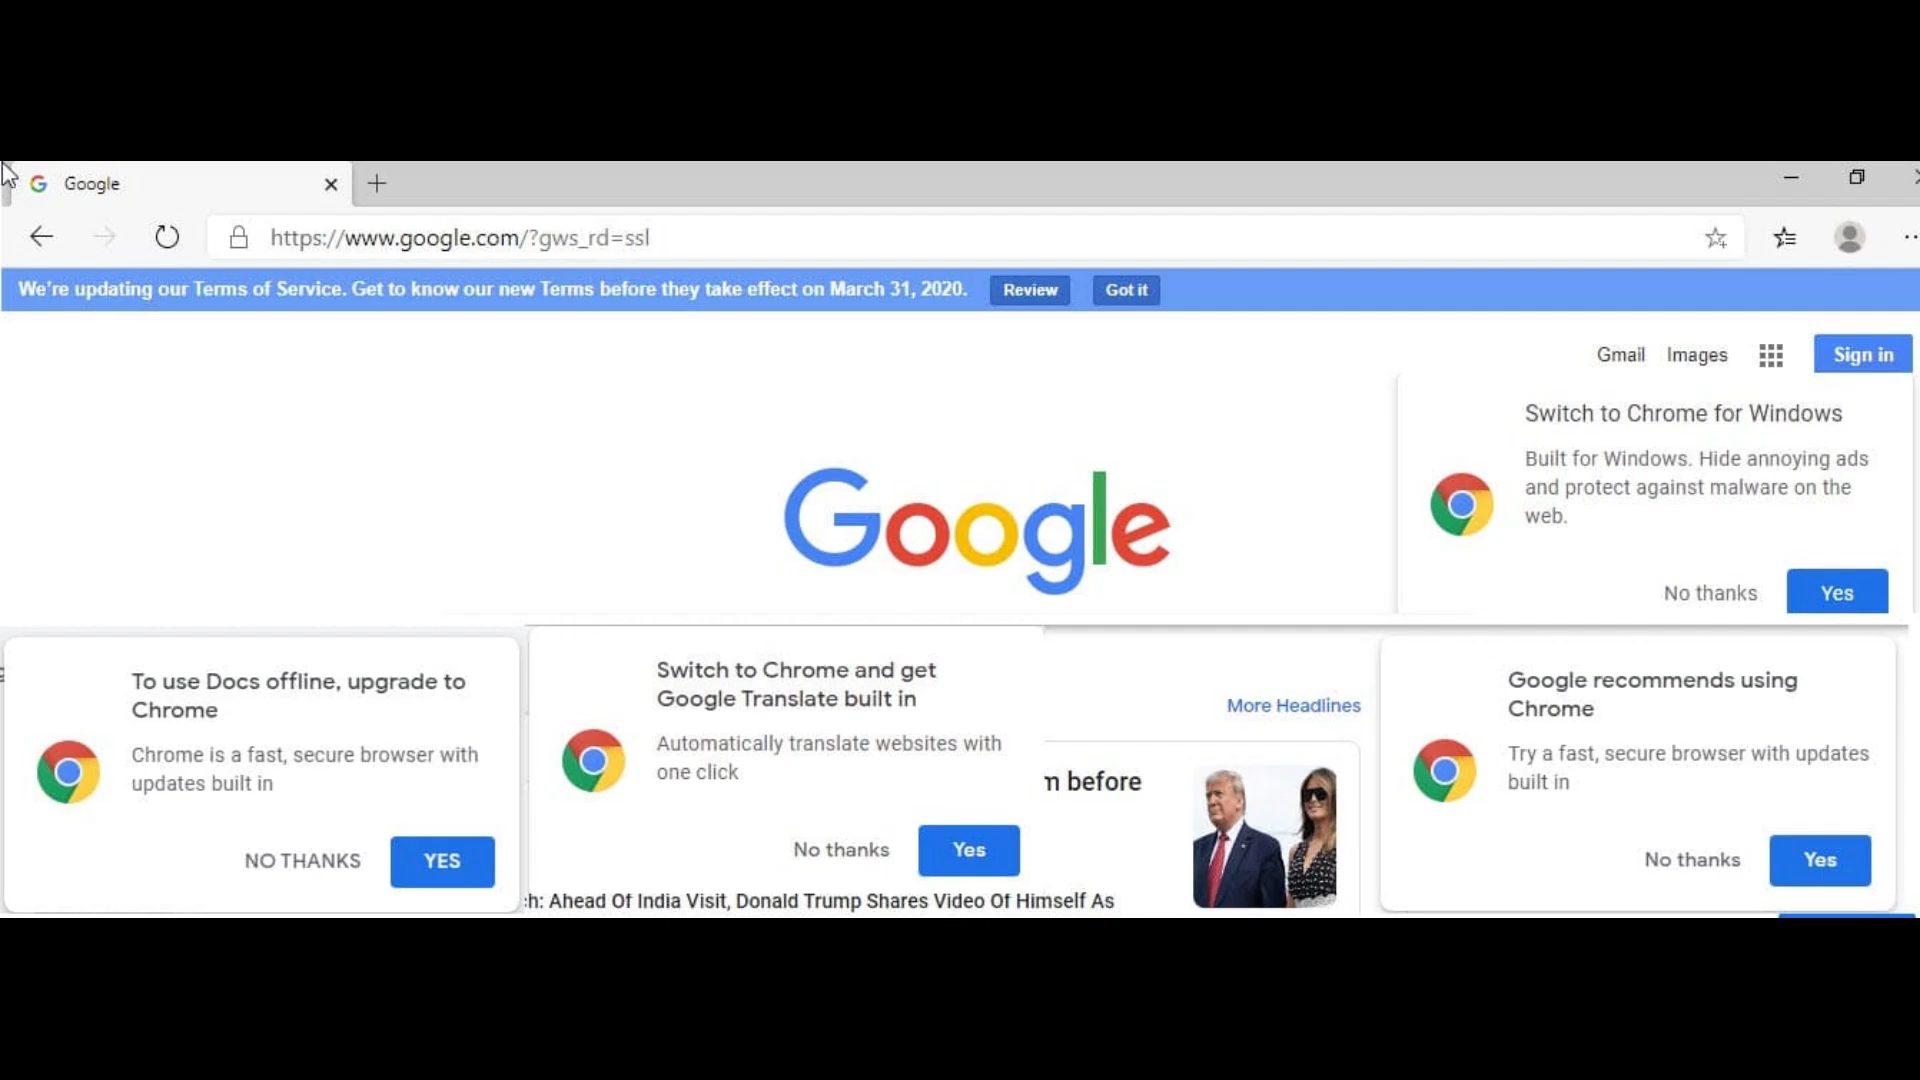 Google
https://www.google.com/?gws_rd=ssl
We're updating our Terms of Service. Get to know our new Terms before they take effect on March 31, 2020. Review Got it
Gmail Images Sign in
Google
Switch to Chrome for Windows
Built for Windows. Hide annoying ads
and protect against malware on the
web.
No thanks Yes
To use Docs offline, upgrade to
Chrome
Chrome is a fast, secure browser with
updates built in
NO THANKS YES
Switch to Chrome and get
Google Translate built in
Automatically translate websites with
one click
No thanks Yes
More Headlines
m before
h: Ahead Of India Visit, Donald Trump Shares Video Of Himself As
Google recommends using
Chrome
Try a fast, secure browser with updates
built in
No thanks Yes